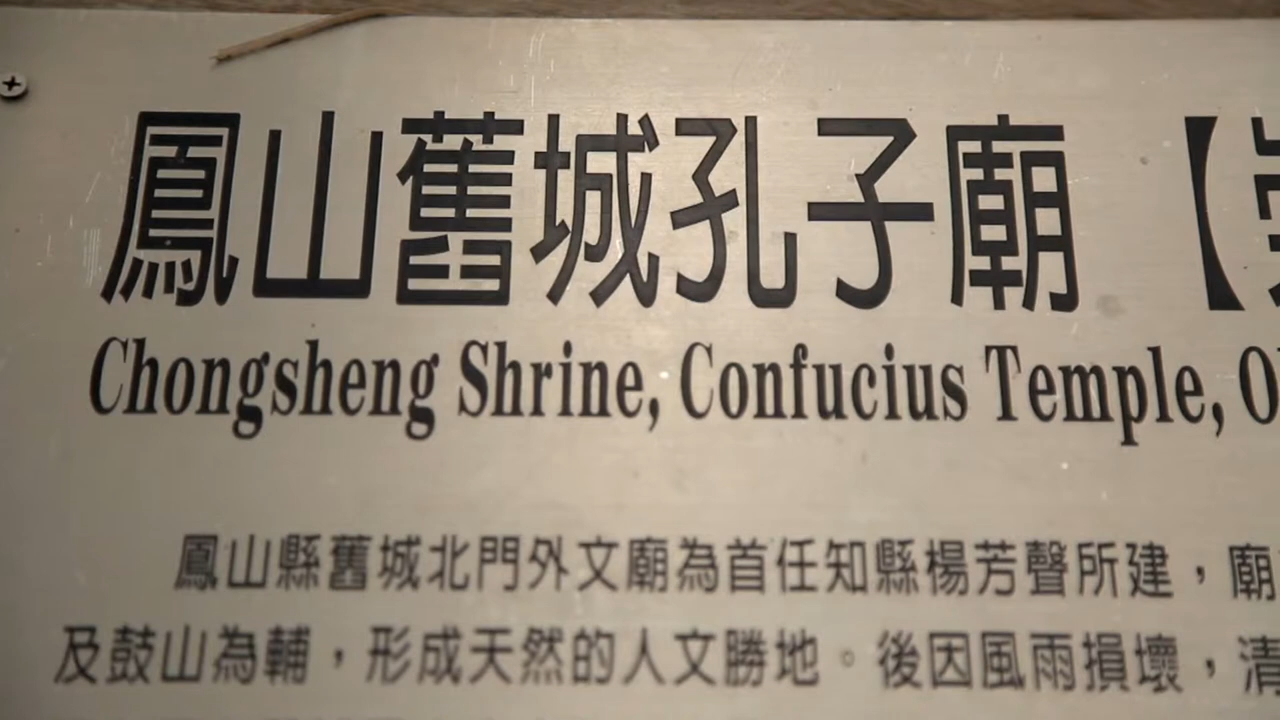 鳳山舊城孔子廟【
Chongsheng Shrine, Confucius Temple,
鳳山縣舊城北門外文廟為首任知縣楊芳聲所建，廟
及鼓山為輔，形成天然的人文勝地。後因風雨損壞，清